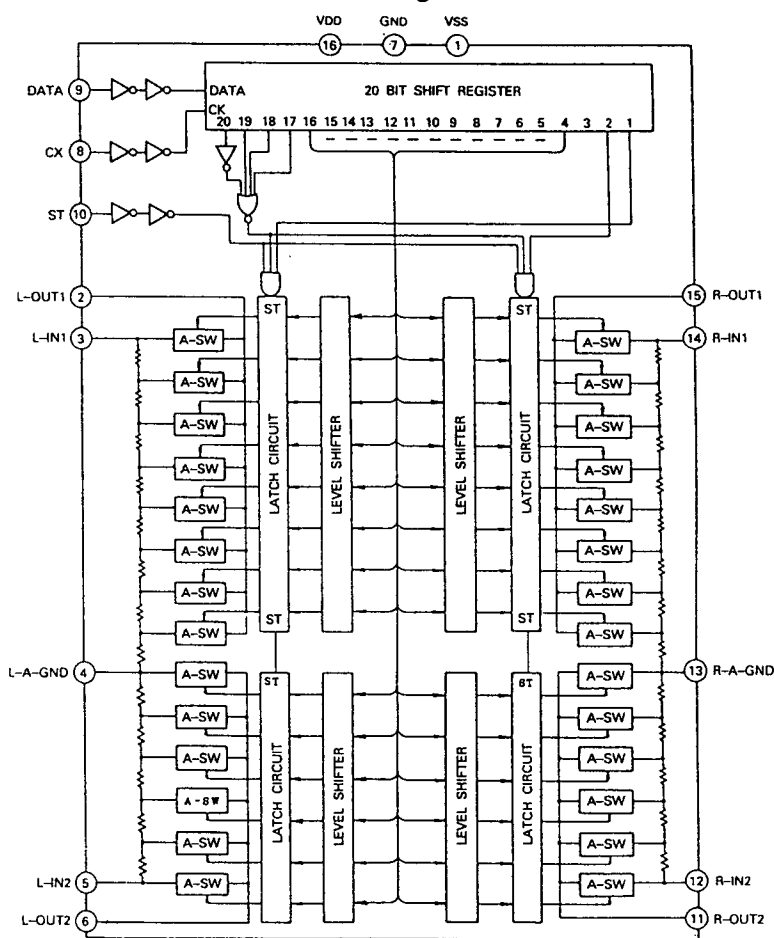 VDD GND VSS
16 7 1
DATA 9 DATA 20 BIT SHIFT REGISTER
CK
20 19 18 17 16 15 14 13 12 11 10 9 8 7 6 5 4 3 2 1
CX 8
ST 10
L-OUT1 2 ST ST 15 R-OUT1
L-IN1 3 A-SW A-SW 14 R-IN1
A-SW A-SW
A-SW A-SW
A-SW A-SW
LATCH CIRCUIT LEVEL SHIFTER LEVEL SHIFTER LATCH CIRCUIT
A-SW A-SW
A-SW A-SW
A-SW A-SW
ST ST
A-SW A-SW
L-A-GND 4 A-SW ST ST A-SW 13 R-A-GND
A-SW A-SW
A-SW A-SW
LATCH CIRCUIT LEVEL SHIFTER LEVEL SHIFTER LATCH CIRCUIT
A-SW A-SW
A-SW A-SW
L-IN2 5 A-SW A-SW 12 R-IN2
L-OUT2 6 11 R-OUT2